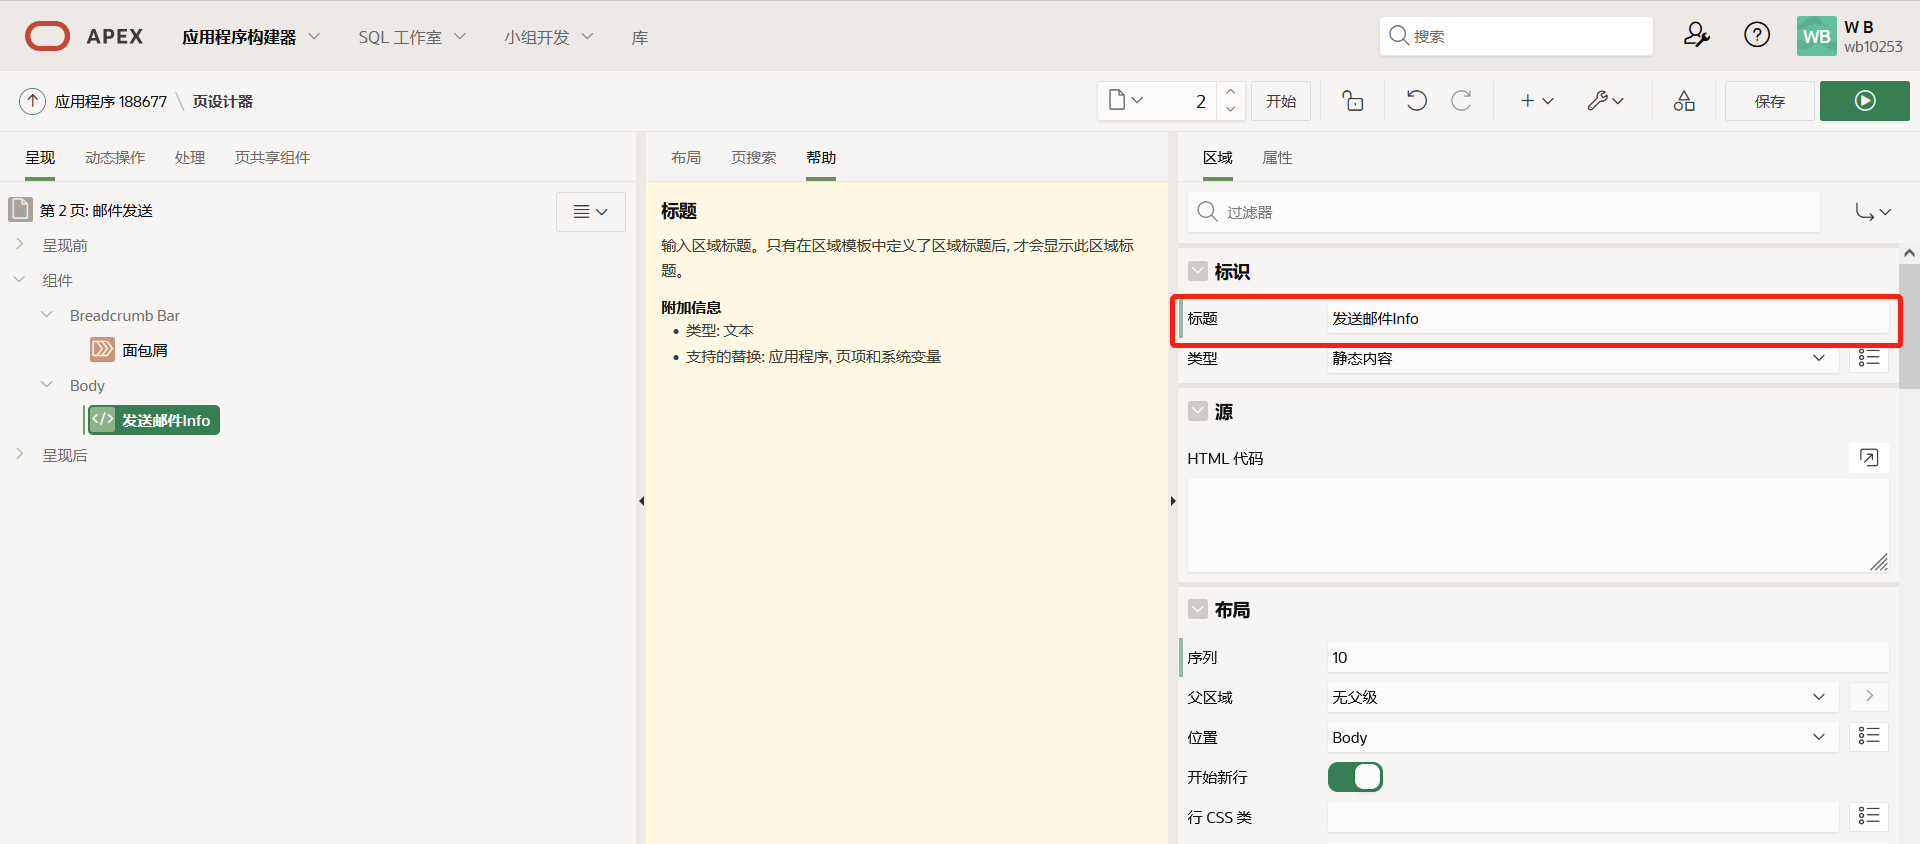 APEX
应用程序构建器
SQL 工作室
小组开发
库
搜索
WB
W B
wb10253
应用程序 188677 \ 页设计器
2
开始
保存
呈现
动态操作
处理
页共享组件
布局
页搜索
帮助
区域
属性
第 2 页: 邮件发送
呈现前
组件
Breadcrumb Bar
面包屑
Body
发送邮件Info
呈现后
标题
输入区域标题。只有在区域模板中定义了区域标题后, 才会显示此区域标
题。
附加信息
• 类型: 文本
• 支持的替换: 应用程序, 页项和系统变量
过滤器
标识
标题
发送邮件Info
类型
静态内容
源
HTML 代码
布局
序列
10
父区域
无父级
位置
Body
开始新行
行 CSS 类